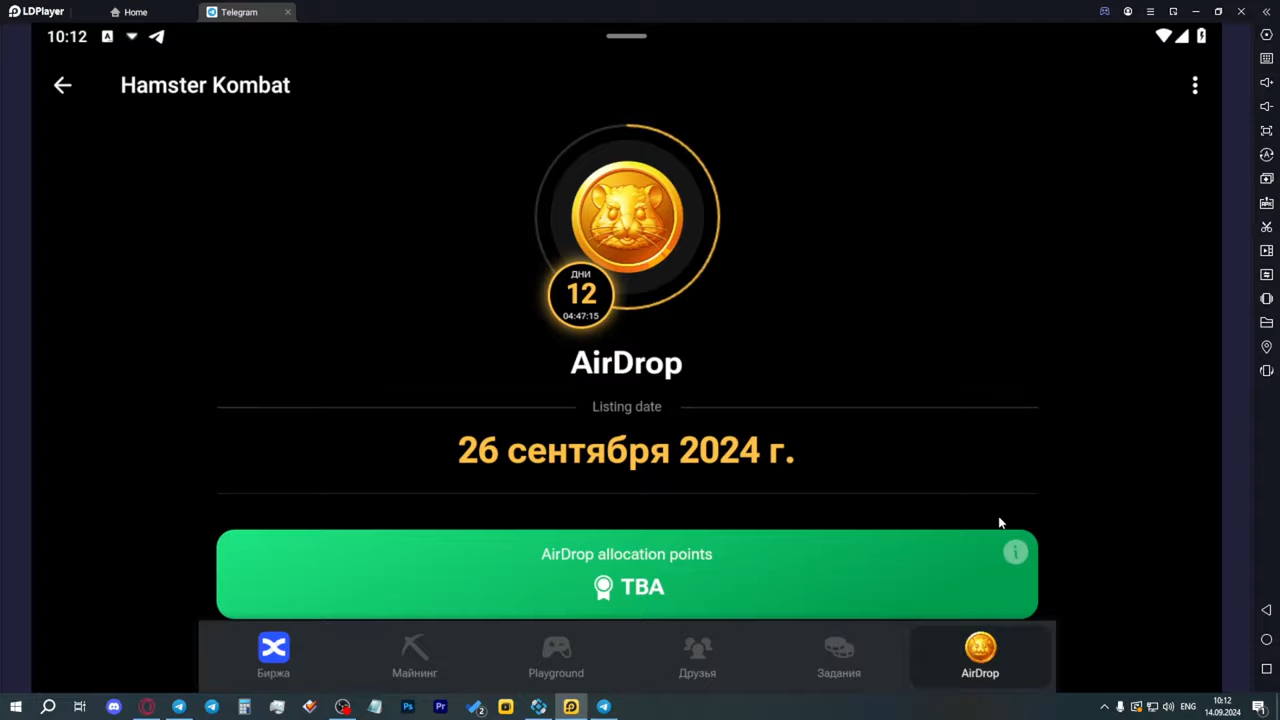 LDPlayer
Home
Telegram
10:12
Hamster Kombat
ДНИ
12
04:47:15
AirDrop
Listing date
26 сентября 2024 г.
AirDrop allocation points
TBA
Биржа
Майнинг
Playground
Друзья
Задания
AirDrop
ENG
10:12
14.09.2024